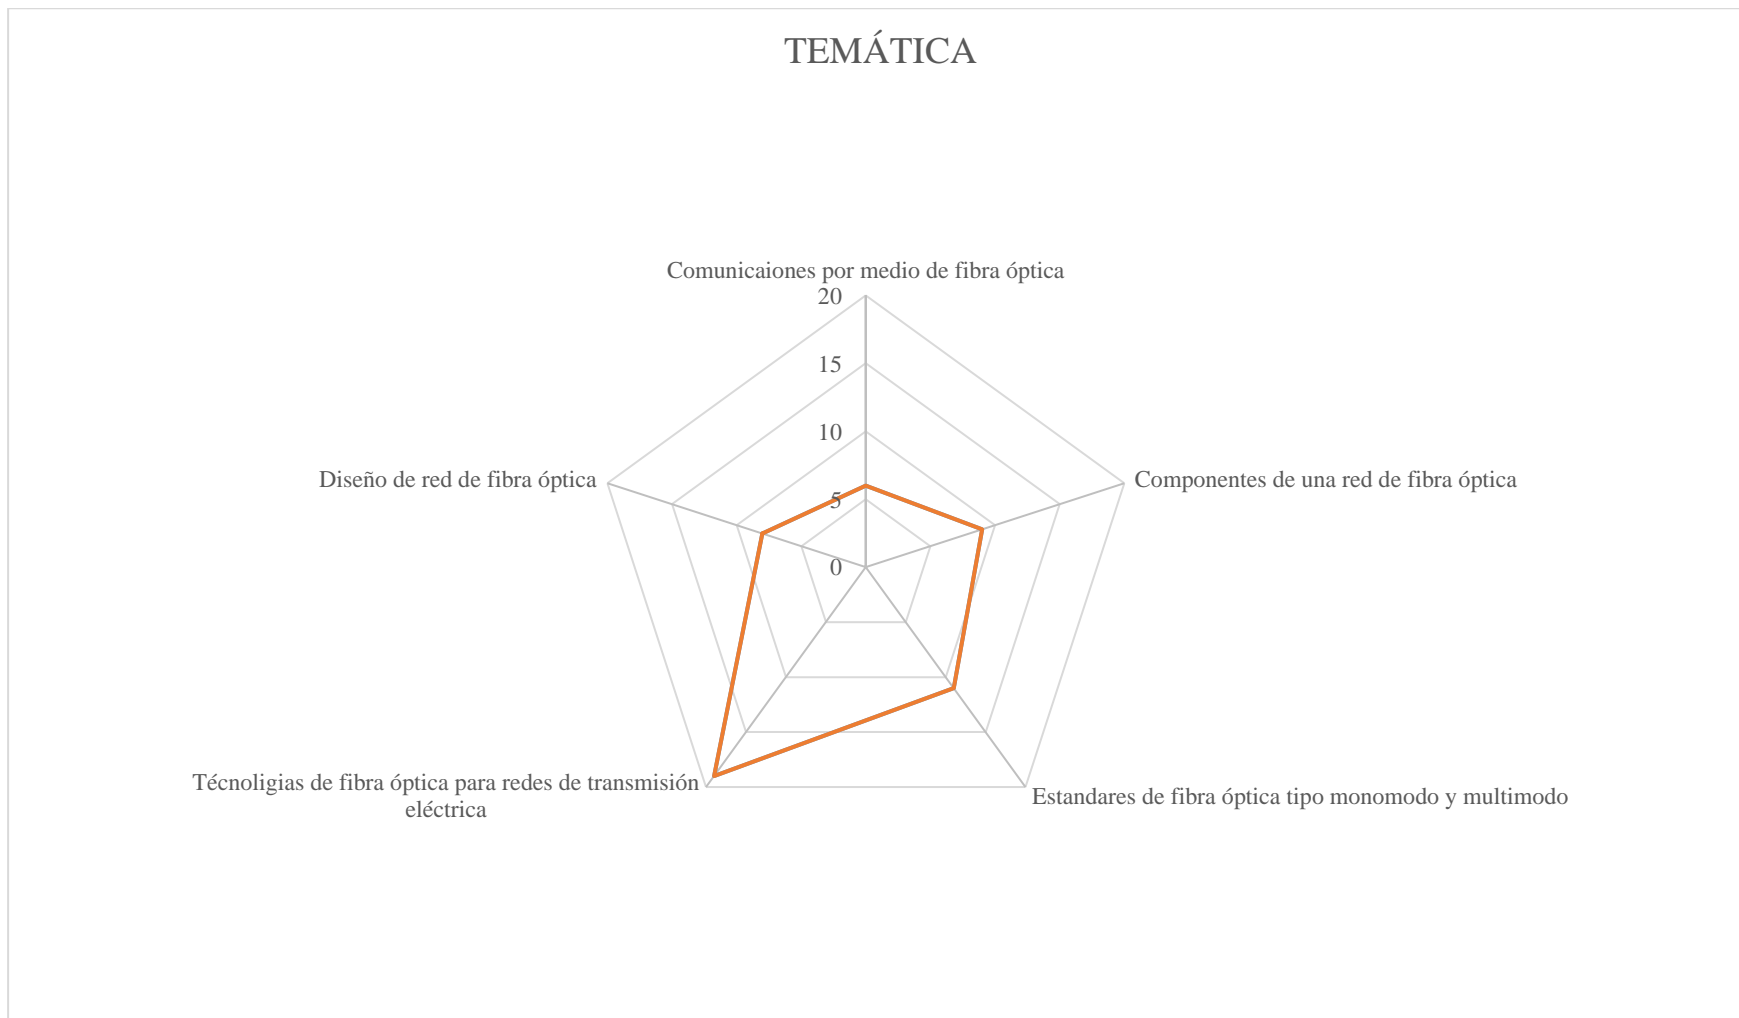 TEMÁTICA
Comunicaiones por medio de fibra óptica
20
15
10
5
0
Componentes de una red de fibra óptica
Diseño de red de fibra óptica
Técnoligias de fibra óptica para redes de transmisión
eléctrica
Estandares de fibra óptica tipo monomodo y multimodo